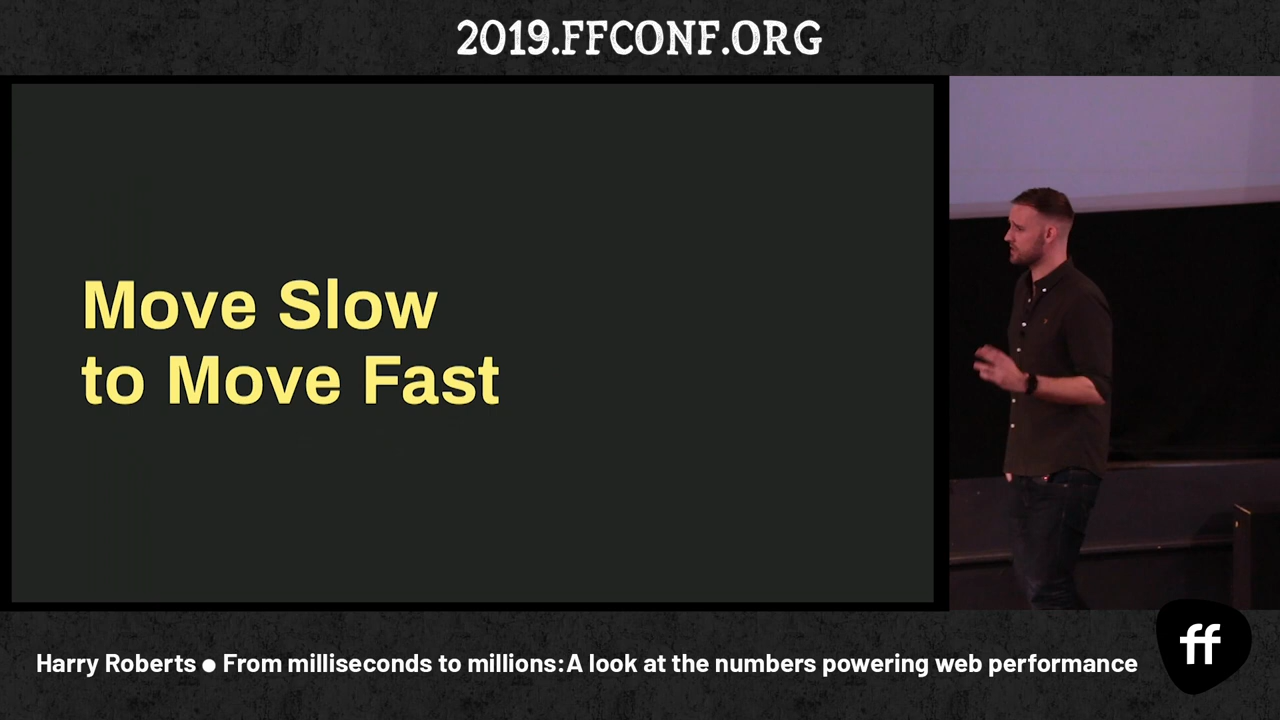 2019.FFCONF.ORG
Move Slow
to Move Fast
Harry Roberts ● From milliseconds to millions:A look at the numbers powering web performance
ff